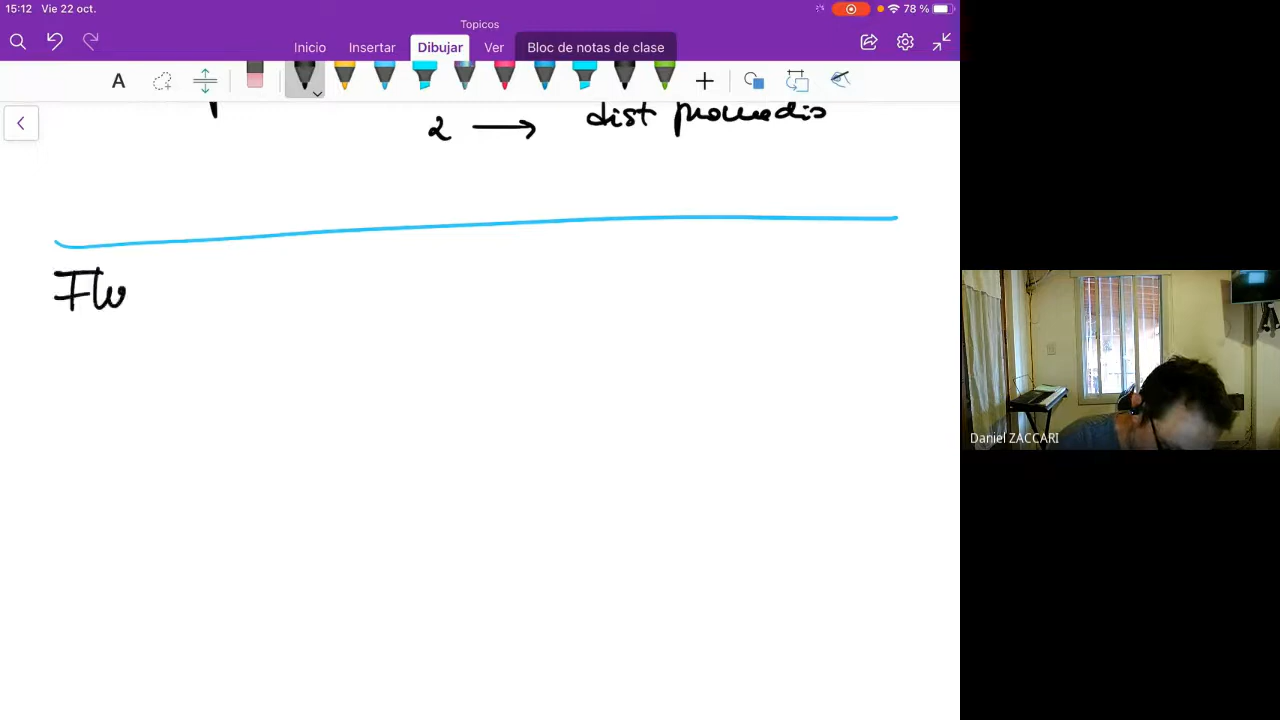 15:12 Vie 22 oct. 78 %
Topicos
Inicio Insertar Dibujar Ver Bloc de notas de clase
A
2 → dist promedio
Flu
Daniel ZACCARI